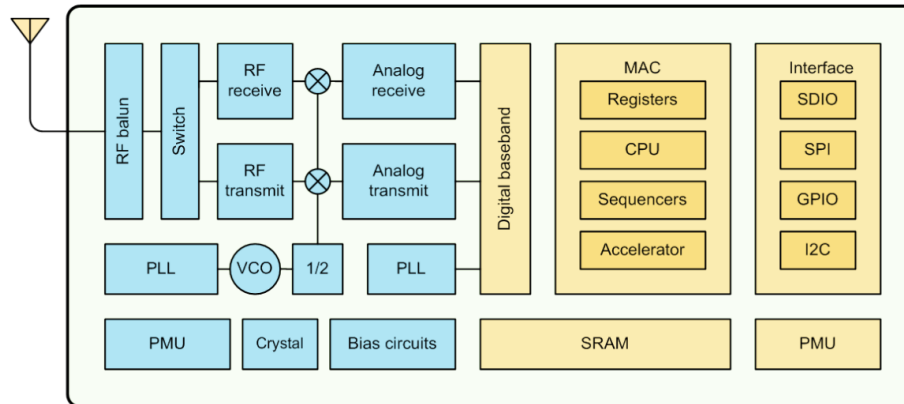 RF balun
Switch
RF
receive
Analog
receive
RF
transmit
Analog
transmit
PLL
VCO
1/2
PLL
Digital baseband
MAC
Registers
CPU
Sequencers
Accelerator
Interface
SDIO
SPI
GPIO
I2C
PMU
Crystal
Bias circuits
SRAM
PMU